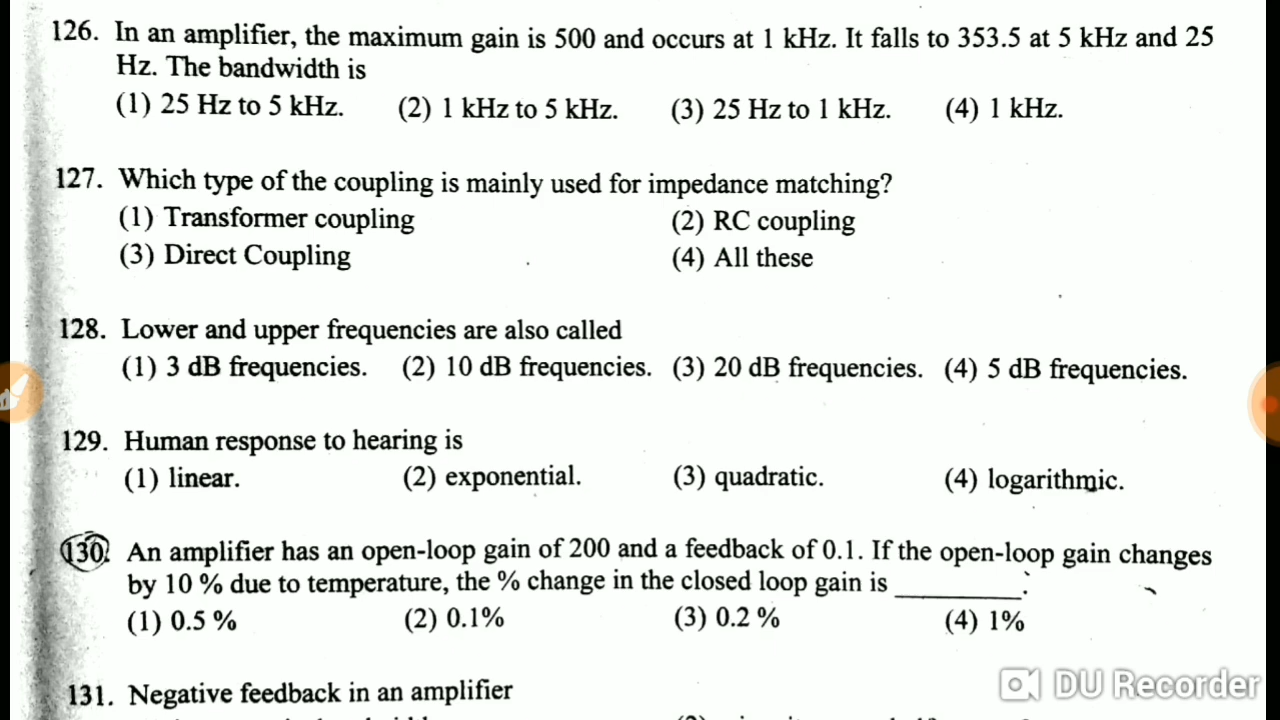 126. In an amplifier, the maximum gain is 500 and occurs at 1 kHz. It falls to 353.5 at 5 kHz and 25
Hz. The bandwidth is
(1) 25 Hz to 5 kHz. (2) 1 kHz to 5 kHz. (3) 25 Hz to 1 kHz. (4) 1 kHz.
127. Which type of the coupling is mainly used for impedance matching?
(1) Transformer coupling (2) RC coupling
(3) Direct Coupling (4) All these
128. Lower and upper frequencies are also called
(1) 3 dB frequencies. (2) 10 dB frequencies. (3) 20 dB frequencies. (4) 5 dB frequencies.
129. Human response to hearing is
(1) linear. (2) exponential. (3) quadratic. (4) logarithmic.
130. An amplifier has an open-loop gain of 200 and a feedback of 0.1. If the open-loop gain changes
by 10 % due to temperature, the % change in the closed loop gain is ________.
(1) 0.5 % (2) 0.1% (3) 0.2 % (4) 1%
131. Negative feedback in an amplifier
DU Recorder